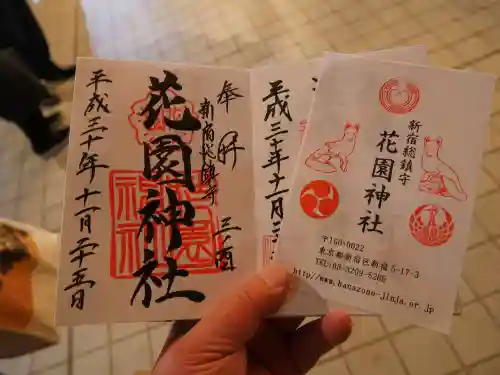 奉拝
三の酉
新宿総鎮守
花園神社
平成三十年十一月二十五日
平成三十年十
新宿総鎮守
花園神社
〒160-0022
東京都新宿区新宿5-17-3
TEL:03-3209-5265
http://www.hanazono-jinja.or.jp